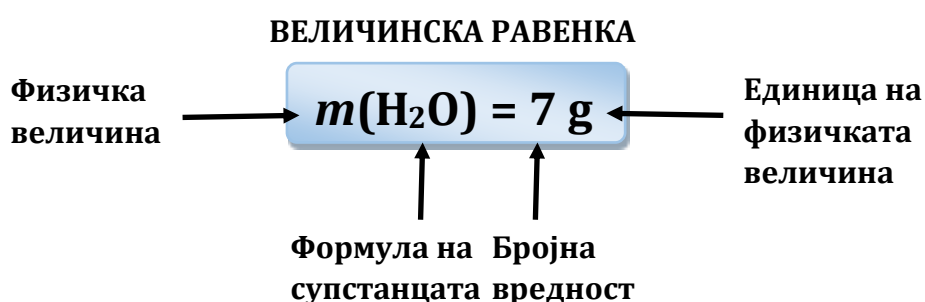 ВЕЛИЧИНСКА РАВЕНКА
Физичка
величина
m(H₂O) = 7 g
Единица на
физичката
величина
Формула на
супстанцата
Бројна
вредност